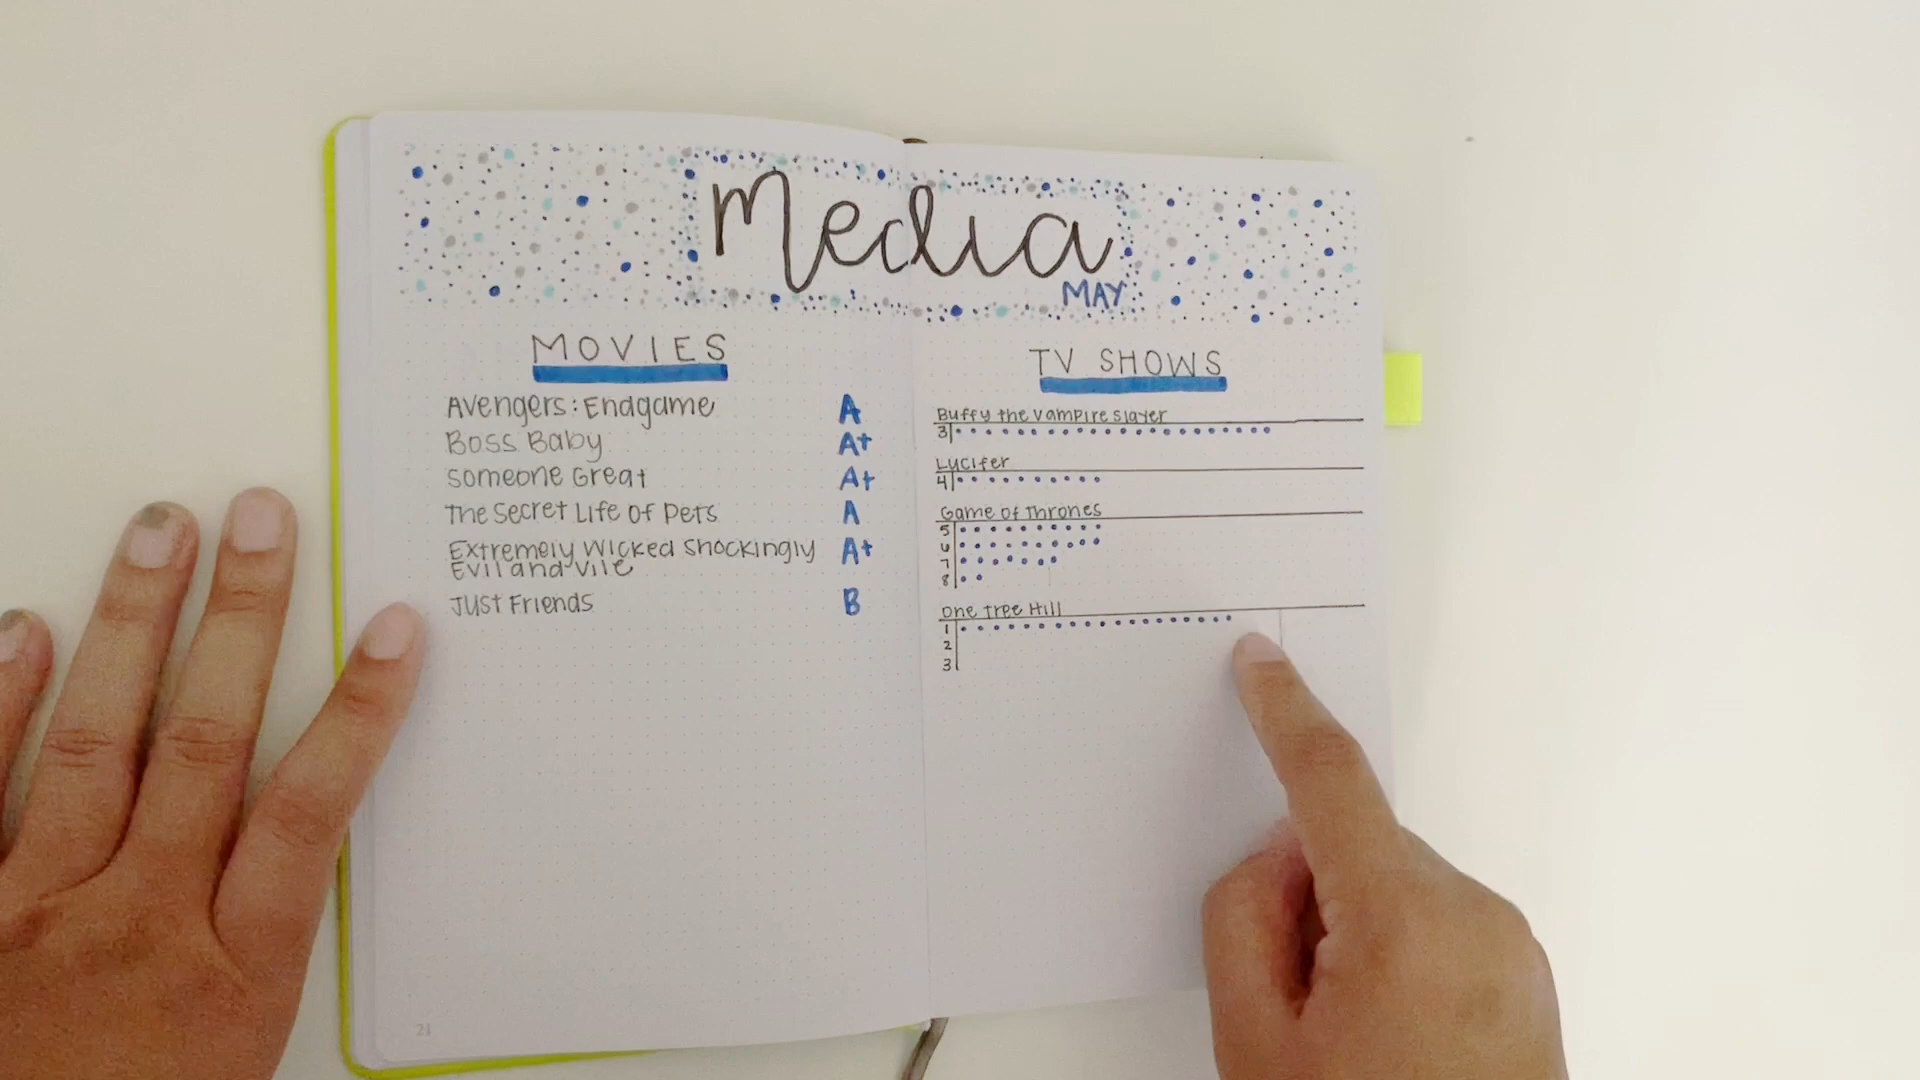 Media
MAY
MOVIES
Avengers: Endgame A
Boss Baby A+
Someone Great A+
The Secret Life of Pets A
Extremely Wicked Shockingly A+
Evil and Vile
Just Friends B
21
TV SHOWS
Buffy the Vampire Slayer
3
Lucifer
4
Game of Thrones
5
6
7
8
One Tree Hill
1
2
3